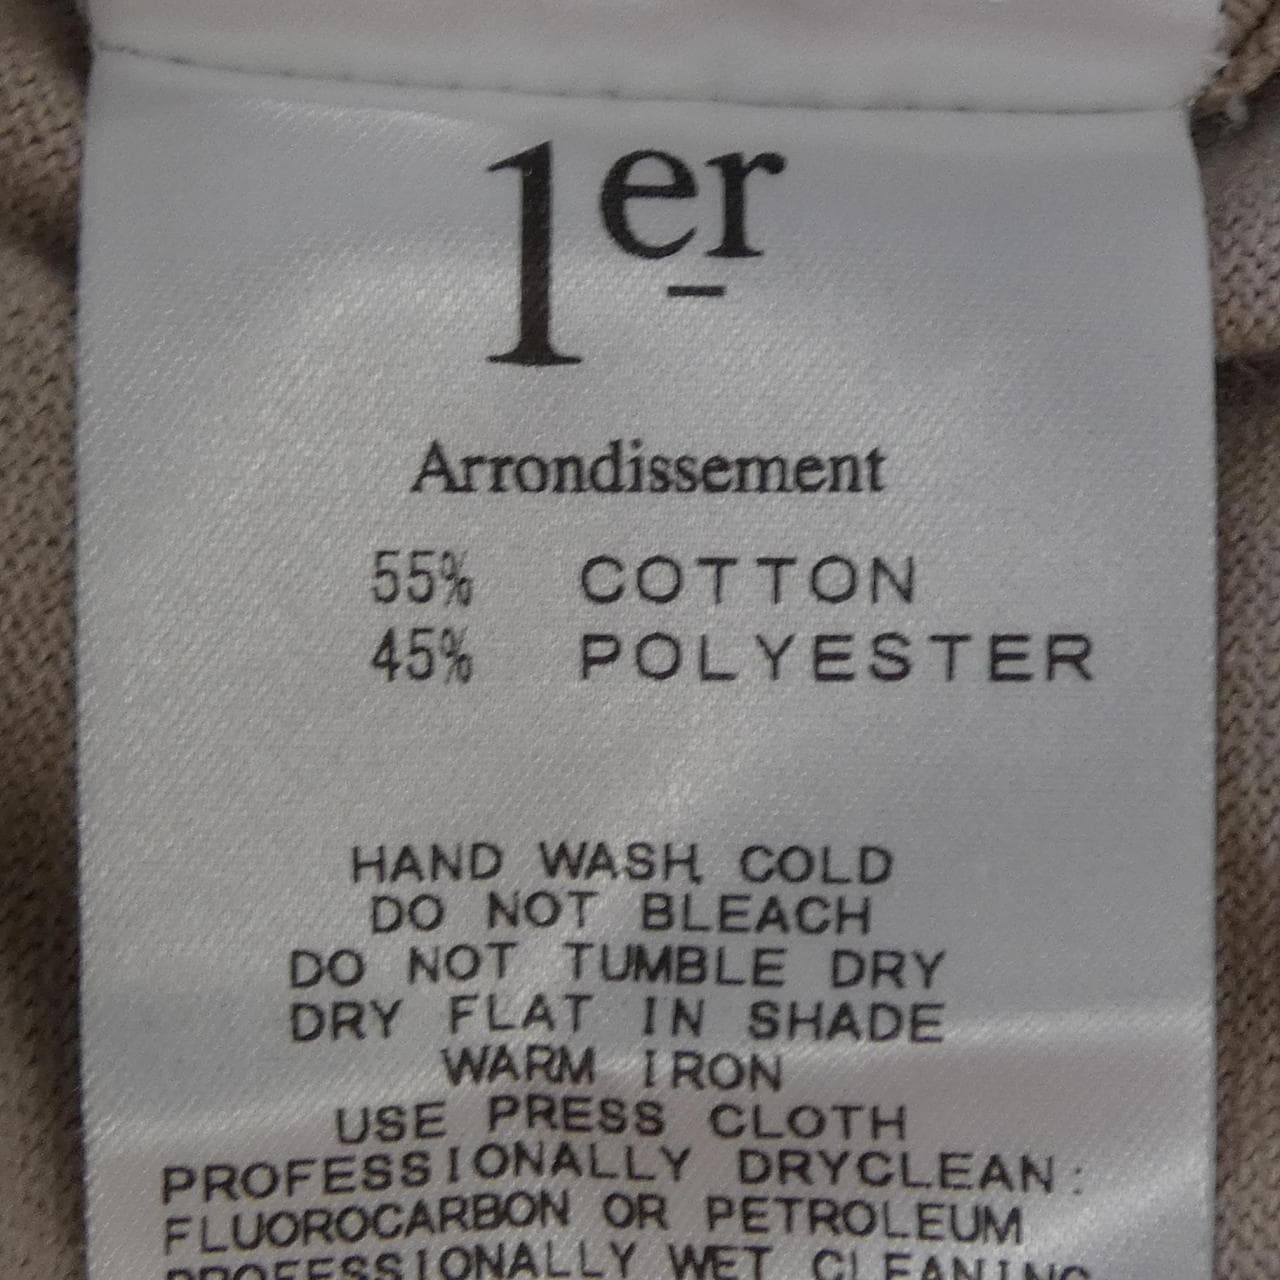 1er
Arrondissement
55% COTTON
45% POLYESTER
HAND WASH COLD
DO NOT BLEACH
DO NOT TUMBLE DRY
DRY FLAT IN SHADE
WARM IRON
USE PRESS CLOTH
PROFESSIONALLY DRYCLEAN:
FLUOROCARBON OR PETROLEUM
PROFESSIONALLY WET CLEANING